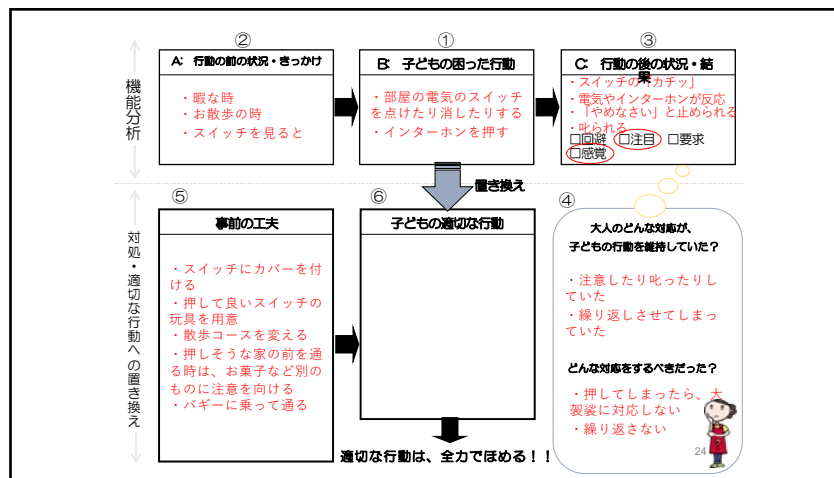 機能分析
②
A: 行動の前の状況・きっかけ
・暇な時
・お散歩の時
・スイッチを見ると
①
B: 子どもの困った行動
・部屋の電気のスイッチ
を点けたり消したりする
・インターホンを押す
③
C: 行動の後の状況・結
果
・スイッチの「カチッ」
・電気やインターホンが反応
・「やめなさい」と止められる
・叱られる
□回避 □注目 □要求
□感覚
置き換え
対処・適切な行動への置き換え
⑤
事前の工夫
・スイッチにカバーを付
ける
・押して良いスイッチの
玩具を用意
・散歩コースを変える
・押しそうな家の前を通
る時は、お菓子など別の
ものに注意を向ける
・バギーに乗って通る
⑥
子どもの適切な行動
適切な行動は、全力でほめる！！
④
大人のどんな対応が、
子どもの行動を維持していた？
・注意したり叱ったりし
ていた
・繰り返しさせてしまっ
ていた
どんな対応をするべきだった？
・押してしまったら、大
袈裟に対応しない
・繰り返さない
24